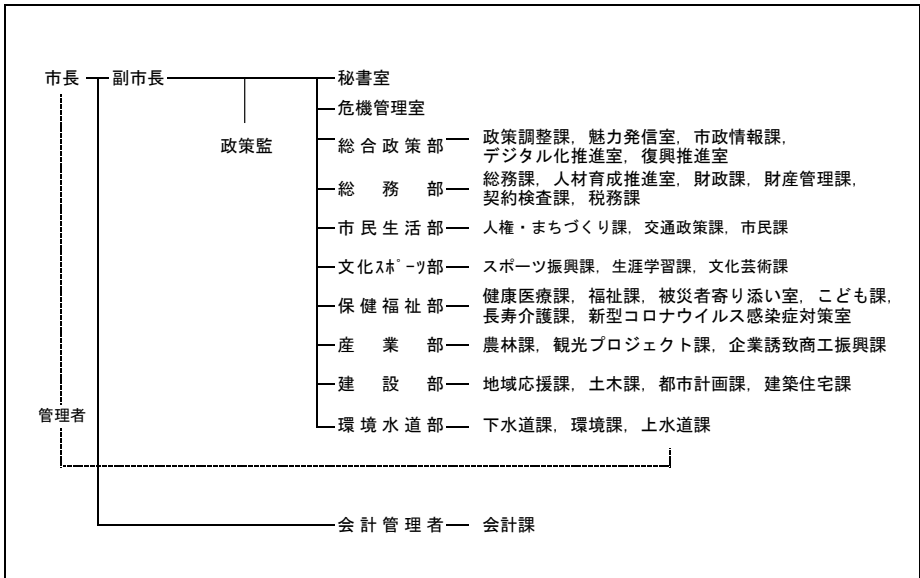 市長 副市長 秘書室
危機管理室
政策監
総合政策部 政策調整課, 魅力発信室, 市政情報課,
デジタル化推進室, 復興推進室
総務部 総務課, 人材育成推進室, 財政課, 財産管理課,
契約検査課, 税務課
市民生活部 人権・まちづくり課, 交通政策課, 市民課
文化ｽﾎﾟｰﾂ部 スポーツ振興課, 生涯学習課, 文化芸術課
保健福祉部 健康医療課, 福祉課, 被災者寄り添い室, こども課,
長寿介護課, 新型コロナウイルス感染症対策室
産業部 農林課, 観光プロジェクト課, 企業誘致商工振興課
建設部 地域応援課, 土木課, 都市計画課, 建築住宅課
管理者
環境水道部 下水道課, 環境課, 上水道課
会計管理者 会計課